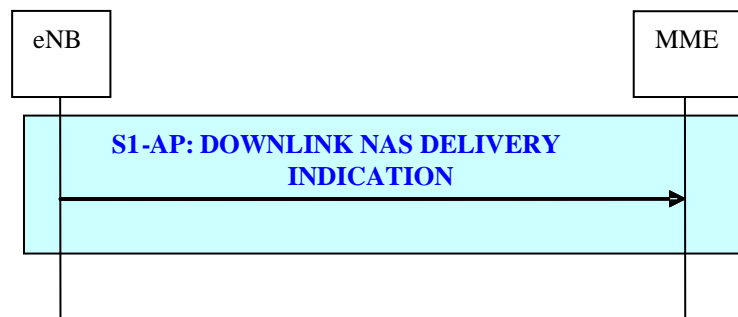 eNB
MME
S1-AP: DOWNLINK NAS DELIVERY
INDICATION